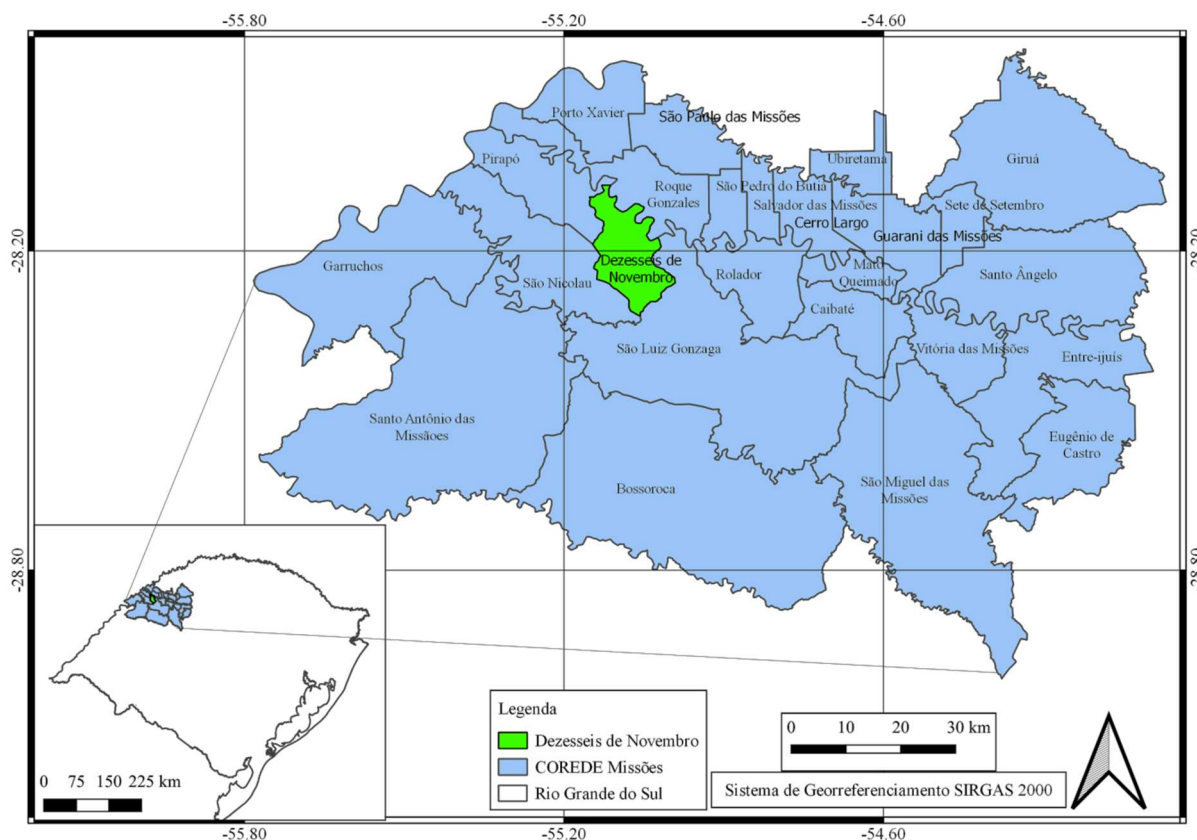 -55.80 -55.20 -54.60
Porto Xavier
São Paulo das Missões
Pirapó
Ubiretama
Giruá
Roque
Gonzales
São Pedro do Butiá
Salvador das Missões
Sete de Setembro
Cerro Largo
Guarani das Missões
-28.20
-28.20
Garruchos
Dezesseis de
Novembro
São Nicolau
Rolador
Mato
Queimado
Santo Ângelo
Caibaté
São Luiz Gonzaga
Vitória das Missões
Entre-ijuís
Santo Antônio das
Missãoes
Eugênio de
Castro
Bossoroca
São Miguel das
Missões
-28.80
-28.80
Legenda
Dezesseis de Novembro
COREDE Missões
Rio Grande do Sul
0 10 20 30 km
Sistema de Georreferenciamento SIRGAS 2000
0 75 150 225 km
-55.80 -55.20 -54.60